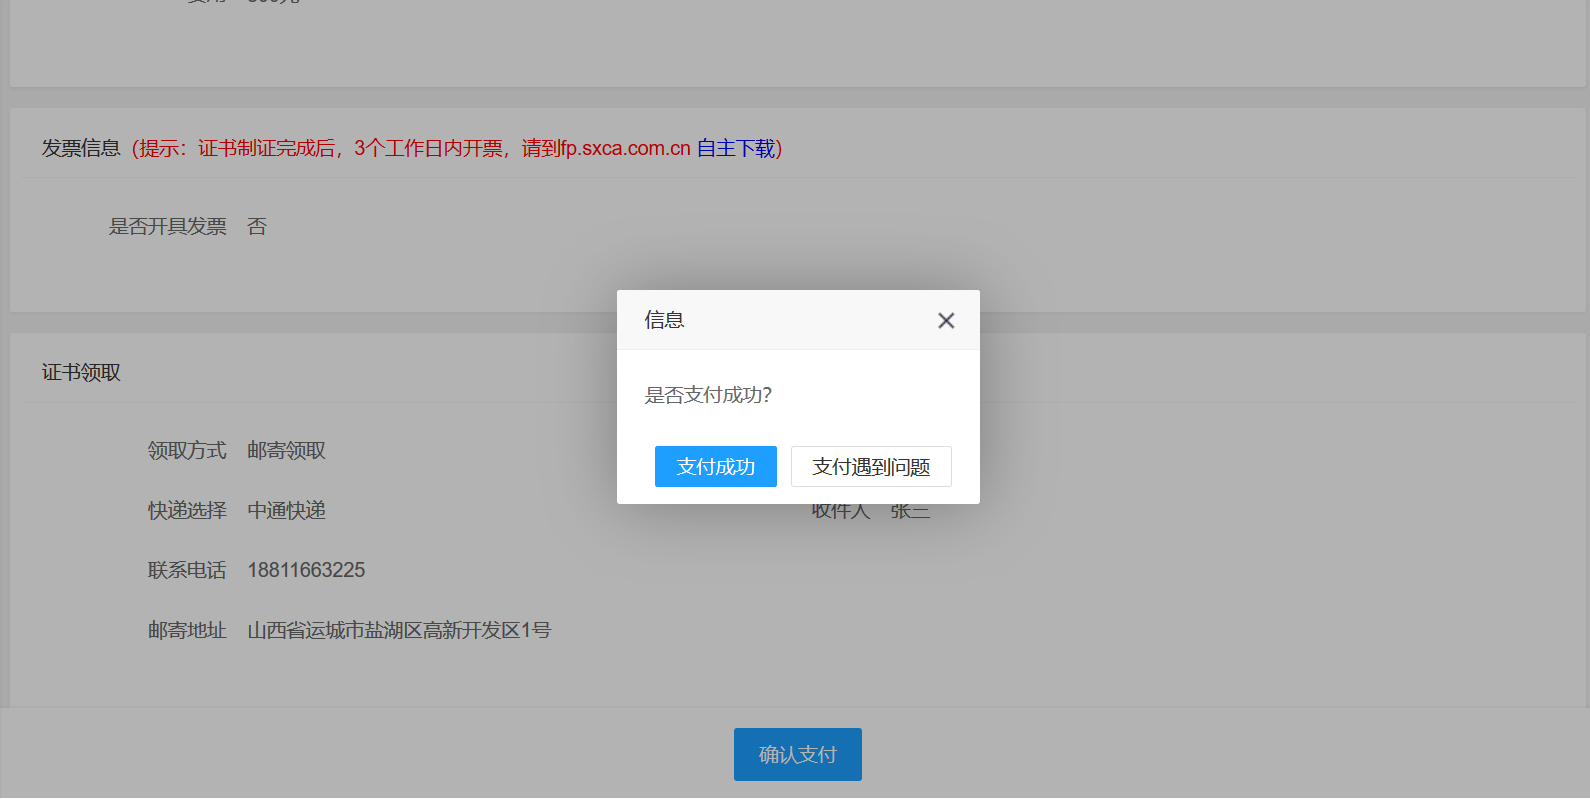 发票信息（提示：证书制证完成后，3个工作日内开票，请到fp.sxca.com.cn 自主下载）
是否开具发票 否
信息
是否支付成功?
支付成功 支付遇到问题
证书领取
领取方式 邮寄领取
快递选择 中通快递 收件人 张三
联系电话 18811663225
邮寄地址 山西省运城市盐湖区高新开发区1号
确认支付